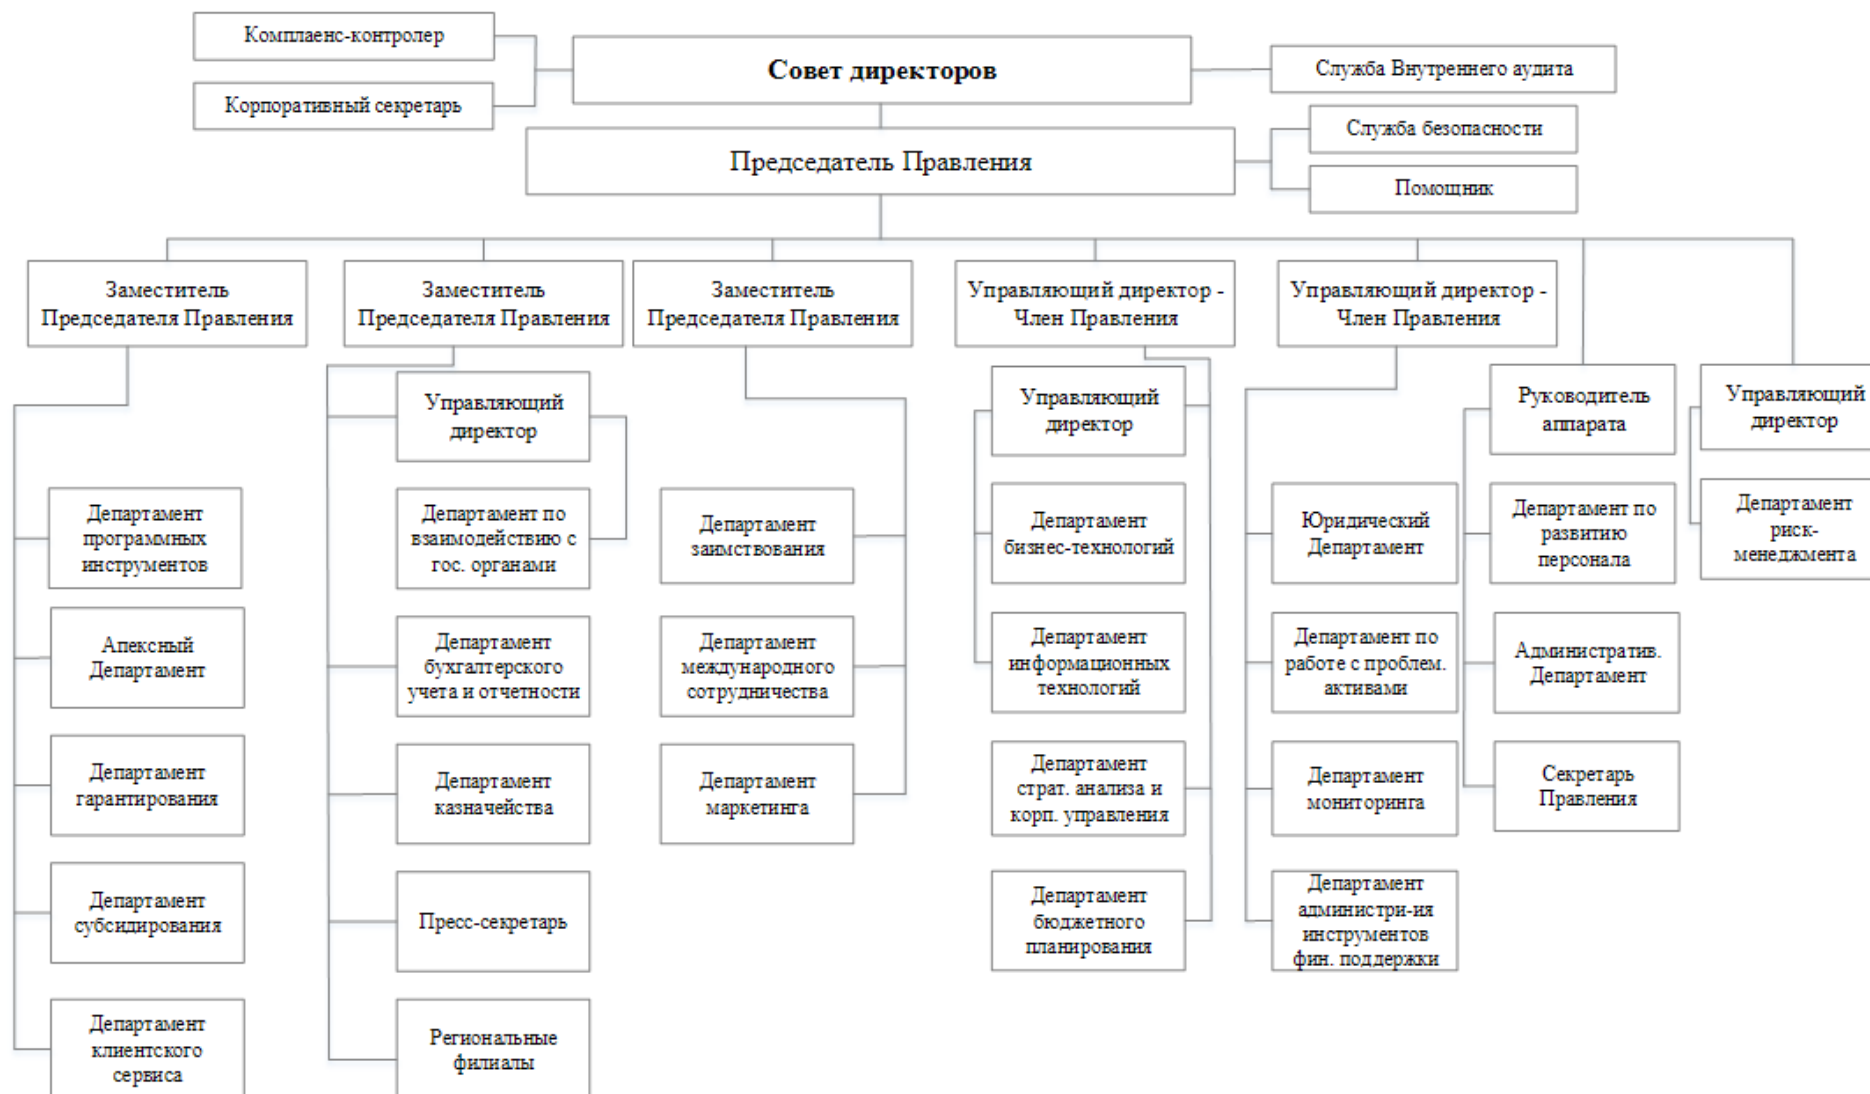 Комплаенс-контролер
Совет директоров
Служба Внутреннего аудита
Корпоративный секретарь
Служба безопасности
Председатель Правления
Помощник
Заместитель
Председателя Правления
Заместитель
Председателя Правления
Заместитель
Председателя Правления
Управляющий директор -
Член Правления
Управляющий директор -
Член Правления
Управляющий
директор
Управляющий
директор
Руководитель
аппарата
Управляющий
директор
Департамент
программных
инструментов
Департамент по
взаимодействию с
гос. органами
Департамент
заимствования
Департамент
бизнес-технологий
Юридический
Департамент
Департамент по
развитию
персонала
Департамент
риск-
менеджмента
Апексный
Департамент
Департамент
бухгалтерского
учета и отчетности
Департамент
международного
сотрудничества
Департамент
информационных
технологий
Департамент по
работе с проблем.
активами
Административ.
Департамент
Департамент
гарантирования
Департамент
казначейства
Департамент
маркетинга
Департамент
страт. анализа и
корп. управления
Департамент
мониторинга
Секретарь
Правления
Департамент
субсидирования
Пресс-секретарь
Департамент
бюджетного
планирования
Департамент
администри-ия
инструментов
фин. поддержки
Департамент
клиентского
сервиса
Региональные
филиалы